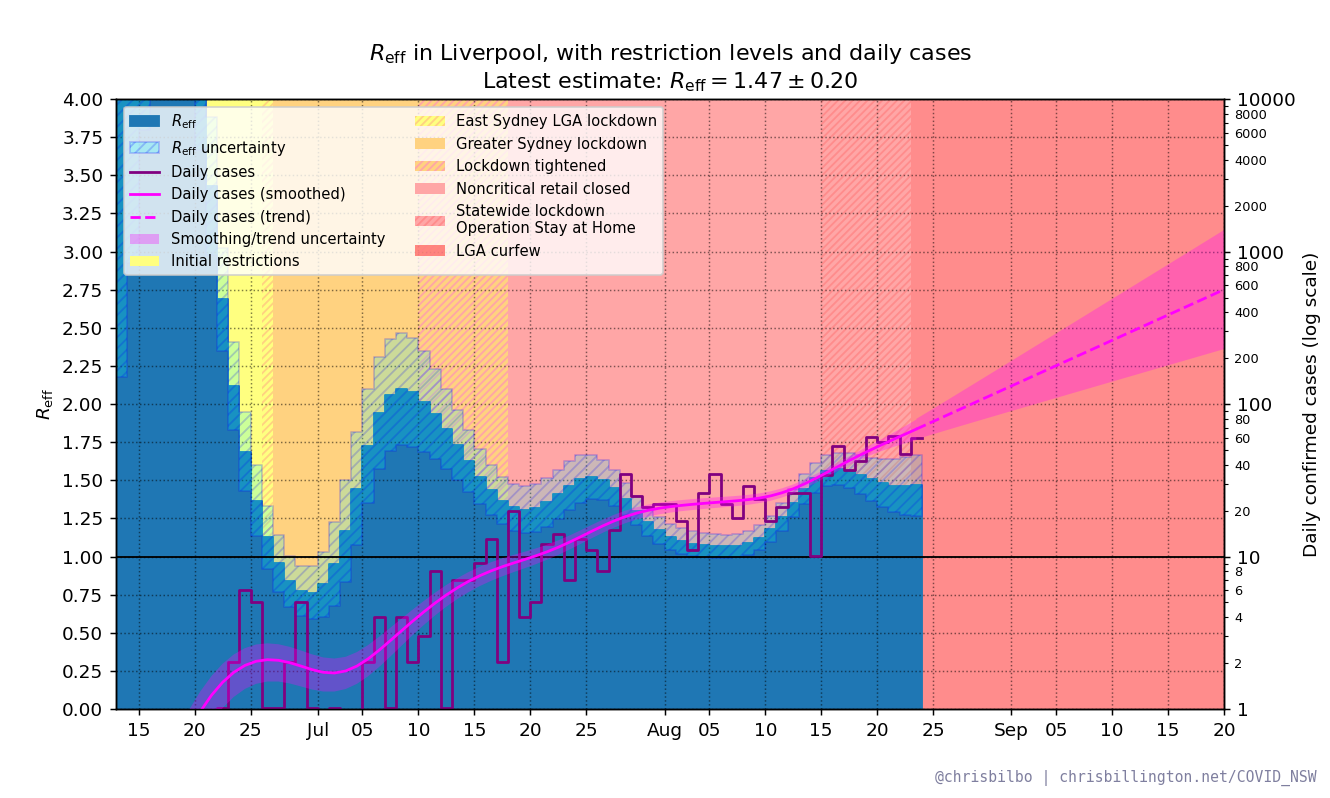 Reff in Liverpool, with restriction levels and daily cases
Latest estimate: Reff = 1.47 ± 0.20
Reff
Reff uncertainty
Daily cases
Daily cases (smoothed)
Daily cases (trend)
Smoothing/trend uncertainty
Initial restrictions
East Sydney LGA lockdown
Greater Sydney lockdown
Lockdown tightened
Noncritical retail closed
Statewide lockdown
Operation Stay at Home
LGA curfew
Reff
4.00
3.75
3.50
3.25
3.00
2.75
2.50
2.25
2.00
1.75
1.50
1.25
1.00
0.75
0.50
0.25
0.00
10000
8000
6000
4000
2000
1000
800
600
400
200
100
80
60
40
20
10
8
6
4
2
1
Daily confirmed cases (log scale)
15 20 25 Jul 05 10 15 20 25 Aug 05 10 15 20 25 Sep 05 10 15 20
@chrisbilbo | chrisbillington.net/COVID_NSW